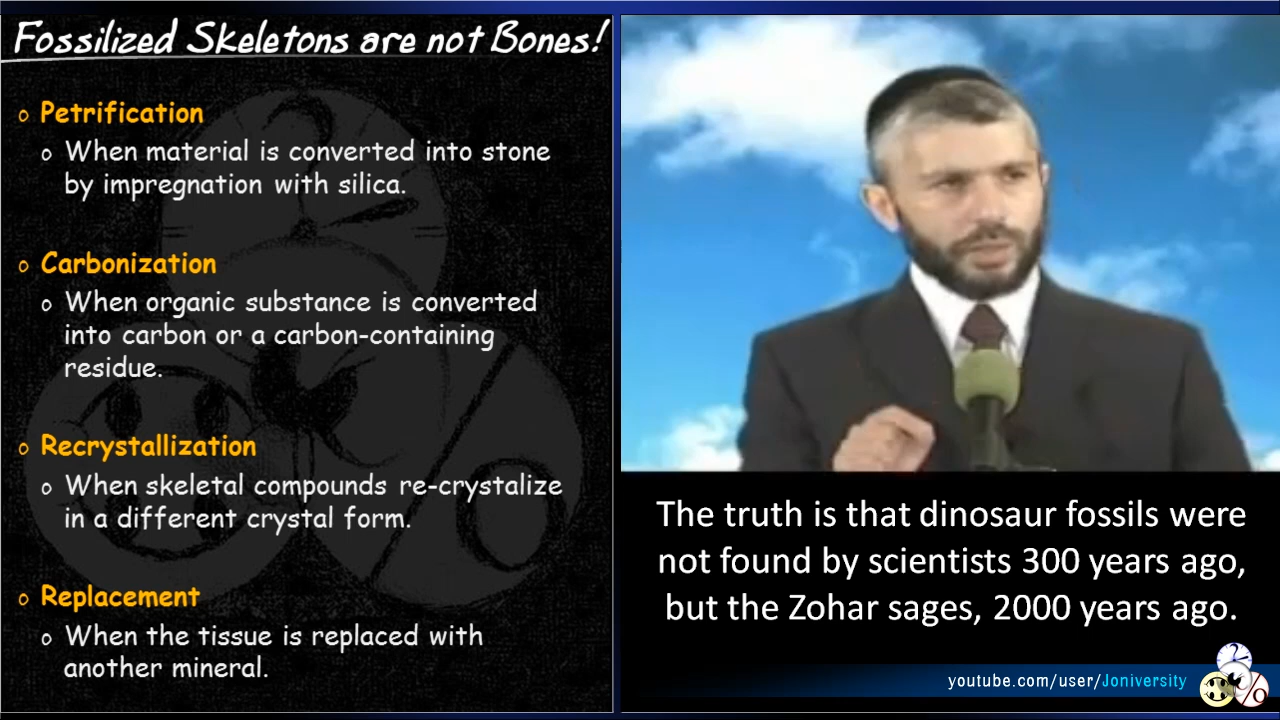 Fossilized Skeletons are not Bones!
Petrification
When material is converted into stone
by impregnation with silica.
Carbonization
When organic substance is converted
into carbon or a carbon-containing
residue.
Recrystallization
When skeletal compounds re-crystalize
in a different crystal form.
Replacement
When the tissue is replaced with
another mineral.
The truth is that dinosaur fossils were
not found by scientists 300 years ago,
but the Zohar sages, 2000 years ago.
youtube.com/user/Joniversity